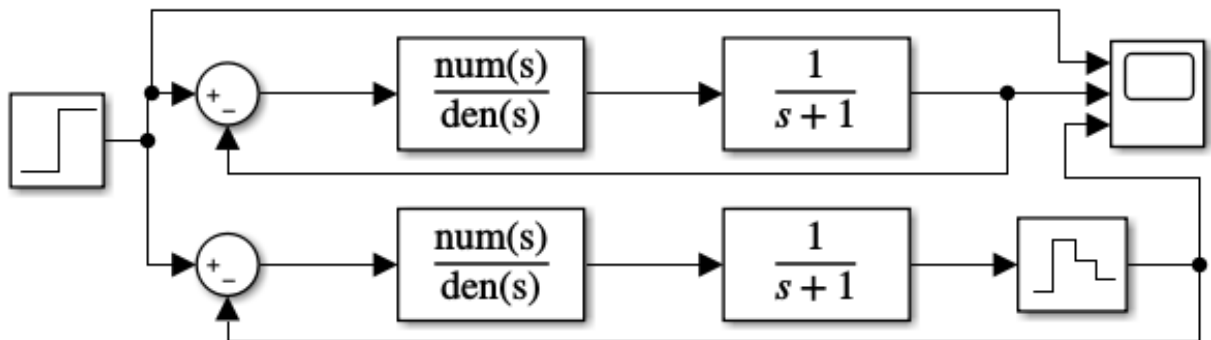 +
−
num(s)
den(s)
1
s + 1
+
−
num(s)
den(s)
1
s + 1